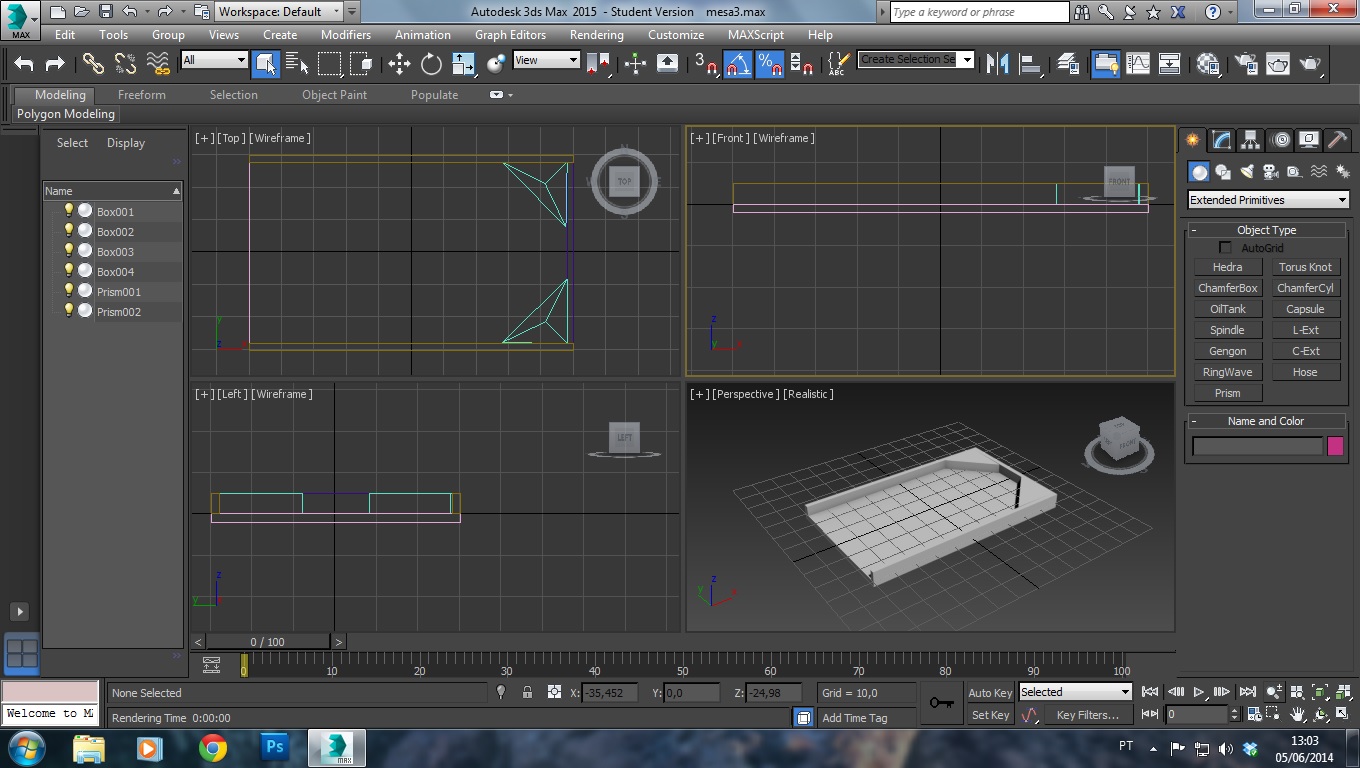 Workspace: Default
Autodesk 3ds Max 2015 - Student Version mesa3.max
Type a keyword or phrase
MAX
Edit Tools Group Views Create Modifiers Animation Graph Editors Rendering Customize MAXScript Help
All
View
3
%
ABC
Create Selection Se
Modeling Freeform Selection Object Paint Populate
Polygon Modeling
Select Display
Name
Box001
Box002
Box003
Box004
Prism001
Prism002
[+] [Top] [Wireframe]
TOP
[+] [Front] [Wireframe]
FRONT
[+] [Left] [Wireframe]
LEFT
[+] [Perspective] [Realistic]
TOP
FRONT
Extended Primitives
- Object Type
AutoGrid
Hedra Torus Knot
ChamferBox ChamferCyl
OilTank Capsule
Spindle L-Ext
Gengon C-Ext
RingWave Hose
Prism
- Name and Color
< 0 / 100 >
0 10 20 30 40 50 60 70 80 90 100
None Selected
X: -35,452 Y: 0,0 Z: -24,98 Grid = 10,0
Auto Key Selected
Welcome to M
Rendering Time 0:00:00
Add Time Tag
Set Key Key Filters...
0
Ps
MAX
PT
13:03
05/06/2014